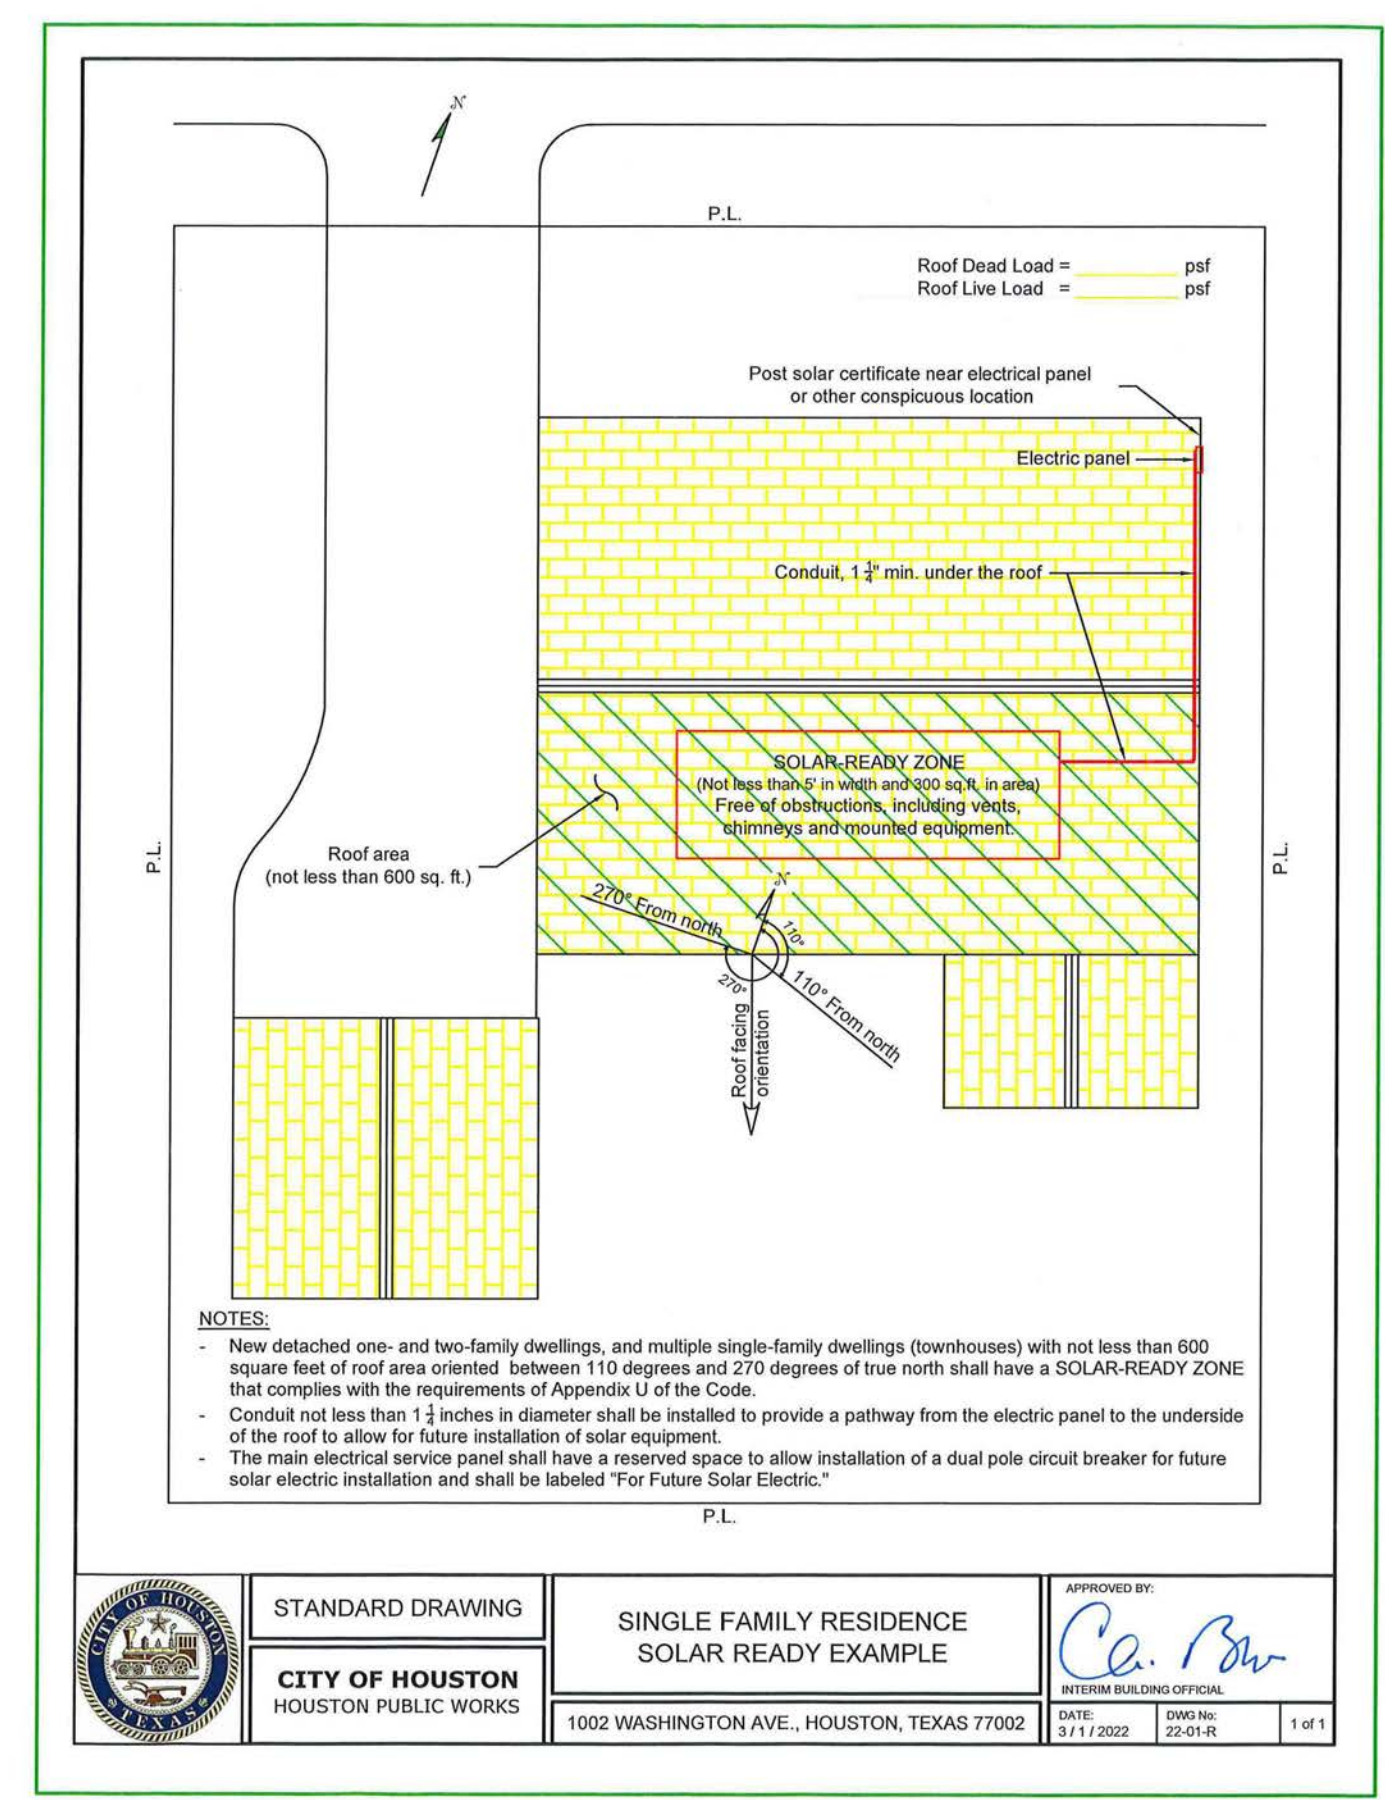 N
P.L.
Roof Dead Load = ________ psf
Roof Live Load = ________ psf
Post solar certificate near electrical panel
or other conspicuous location
Electric panel
Conduit, 1 1/4" min. under the roof
SOLAR-READY ZONE
(Not less than 5' in width and 300 sq.ft. in area)
Free of obstructions, including vents,
chimneys and mounted equipment.
P.L.
Roof area
(not less than 600 sq. ft.)
P.L.
N
270° From north
110°
270°
110° From north
Roof facing
orientation
NOTES:
- New detached one- and two-family dwellings, and multiple single-family dwellings (townhouses) with not less than 600
square feet of roof area oriented between 110 degrees and 270 degrees of true north shall have a SOLAR-READY ZONE
that complies with the requirements of Appendix U of the Code.
- Conduit not less than 1 1/4 inches in diameter shall be installed to provide a pathway from the electric panel to the underside
of the roof to allow for future installation of solar equipment.
- The main electrical service panel shall have a reserved space to allow installation of a dual pole circuit breaker for future
solar electric installation and shall be labeled "For Future Solar Electric."
P.L.
CITY OF HOUSTON
TEXAS
STANDARD DRAWING
CITY OF HOUSTON
HOUSTON PUBLIC WORKS
SINGLE FAMILY RESIDENCE
SOLAR READY EXAMPLE
1002 WASHINGTON AVE., HOUSTON, TEXAS 77002
APPROVED BY:
INTERIM BUILDING OFFICIAL
DATE:
3 / 1 / 2022
DWG No:
22-01-R
1 of 1